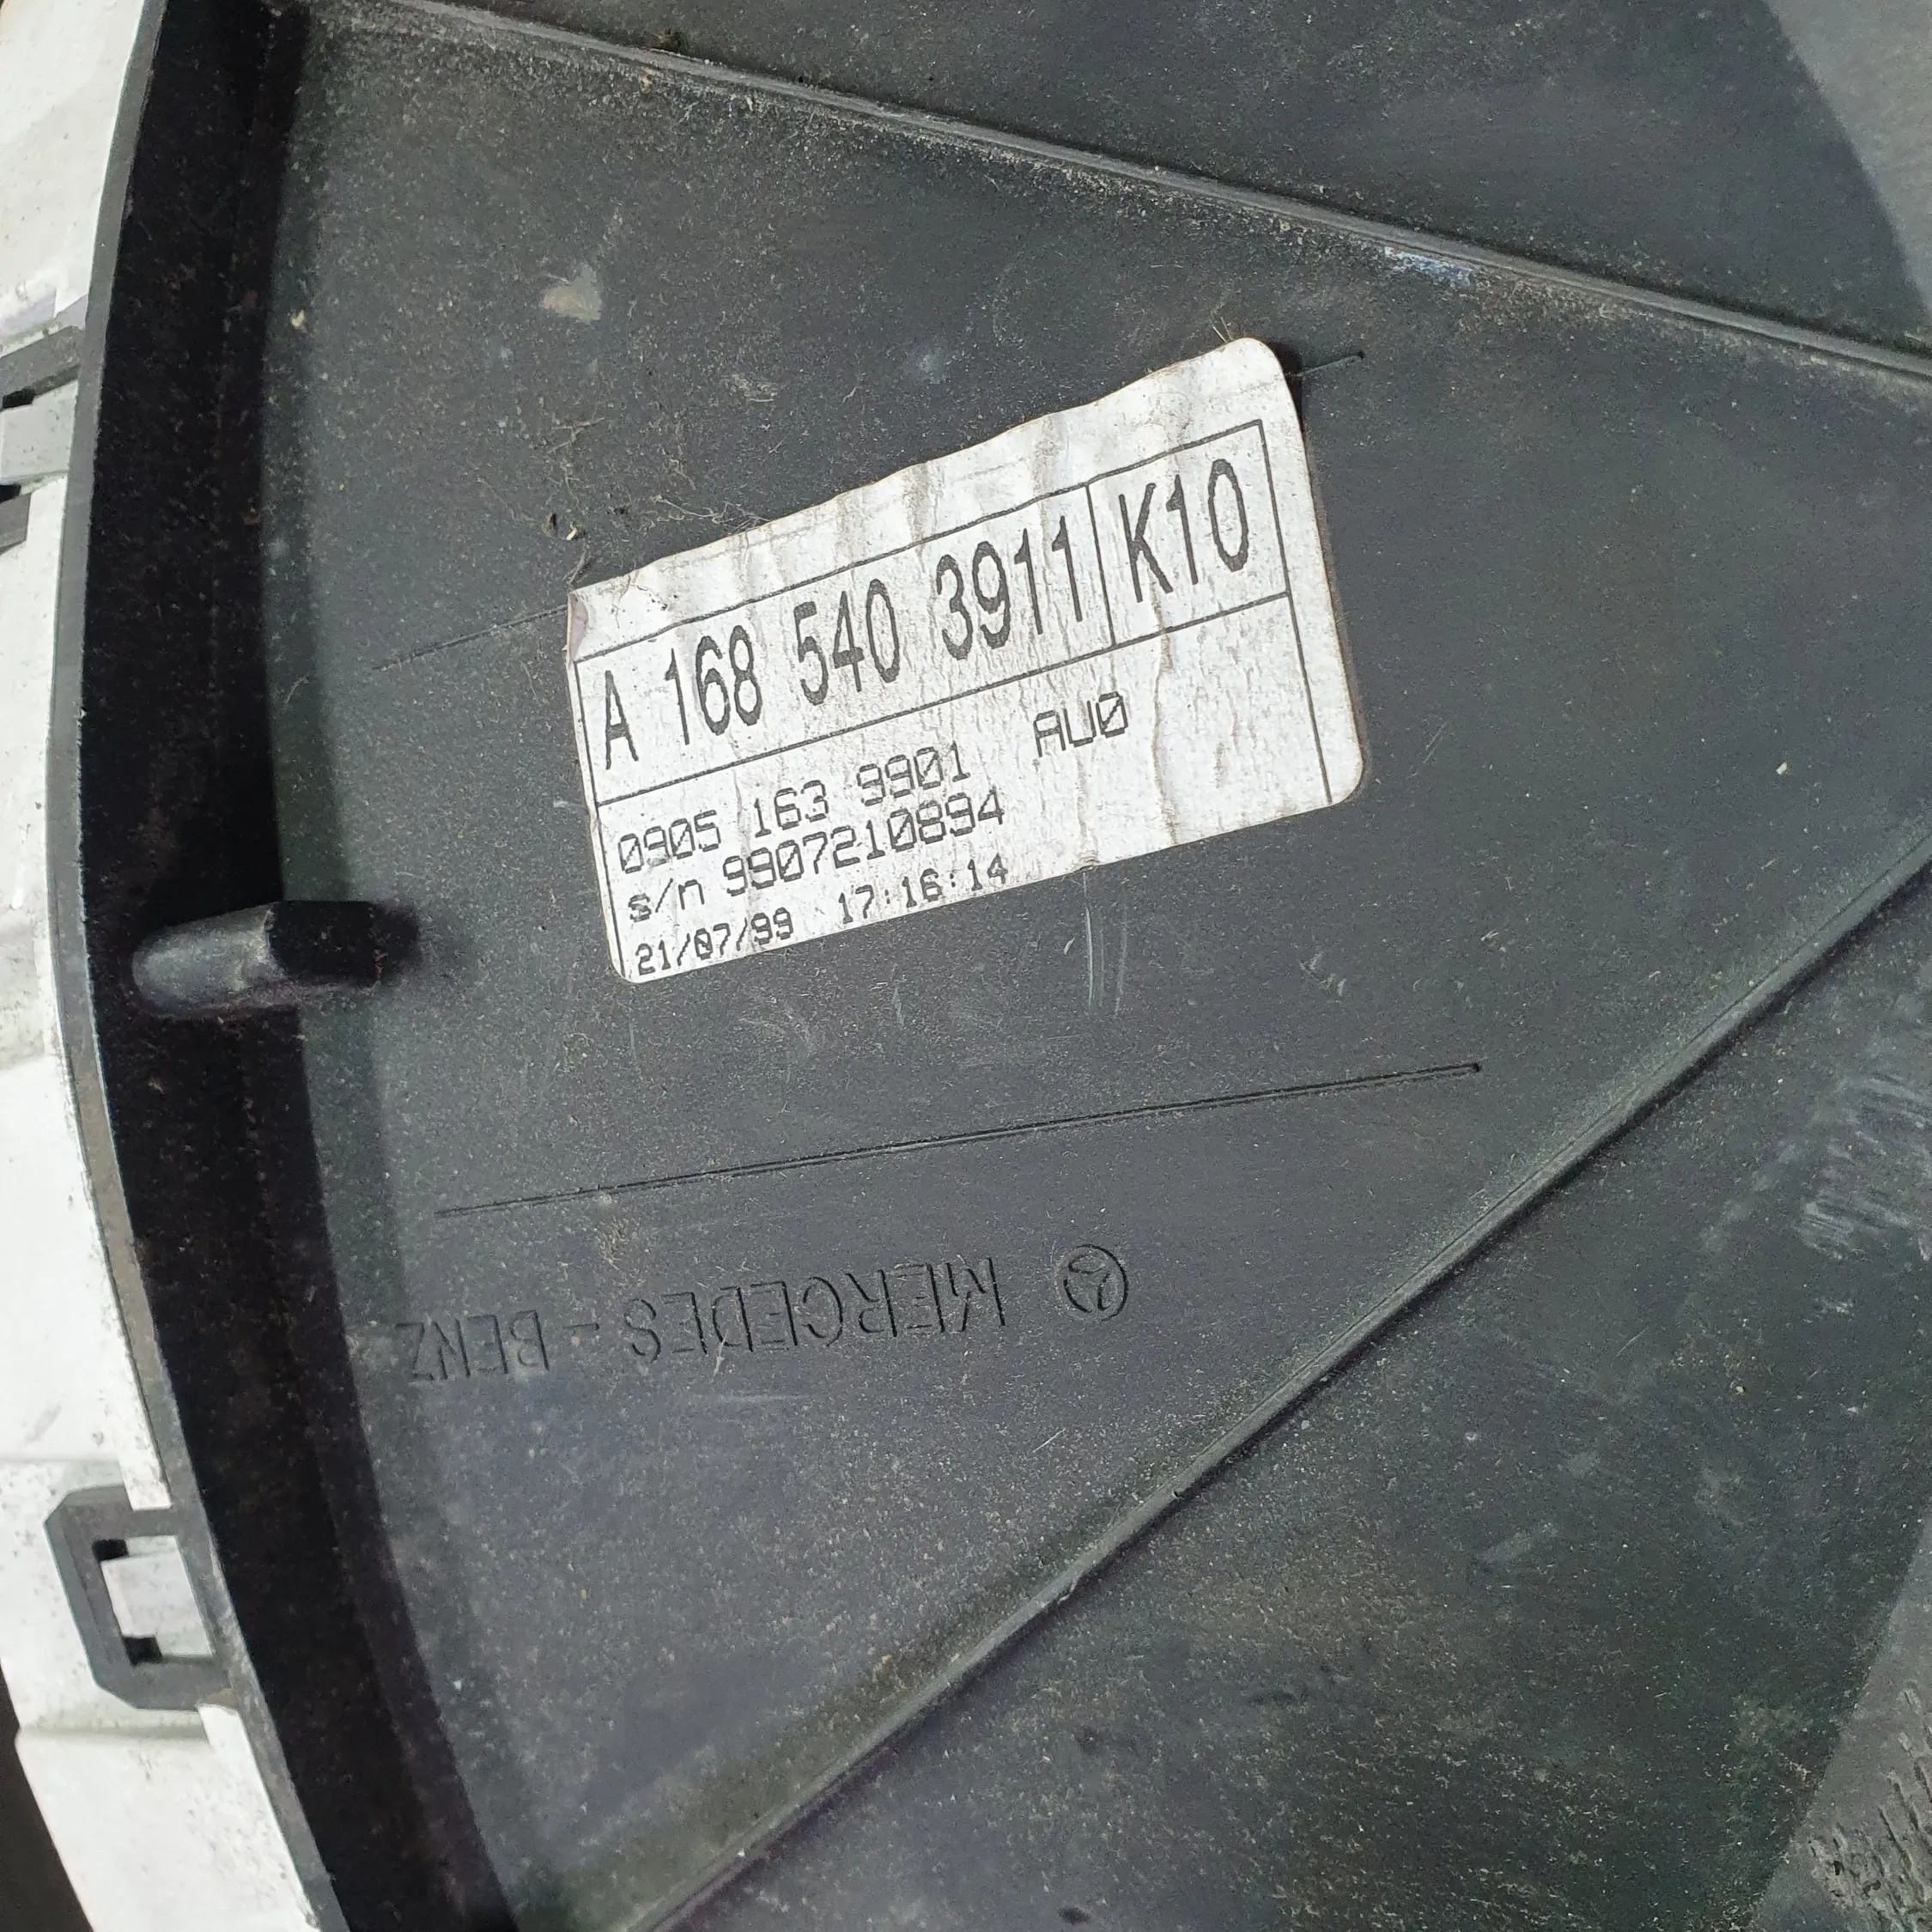 A 168 540 3911 K10
0905 163 9901 AU0
s/n 9907210894
21/07/99 17:16:14
MERCEDES - BENZ